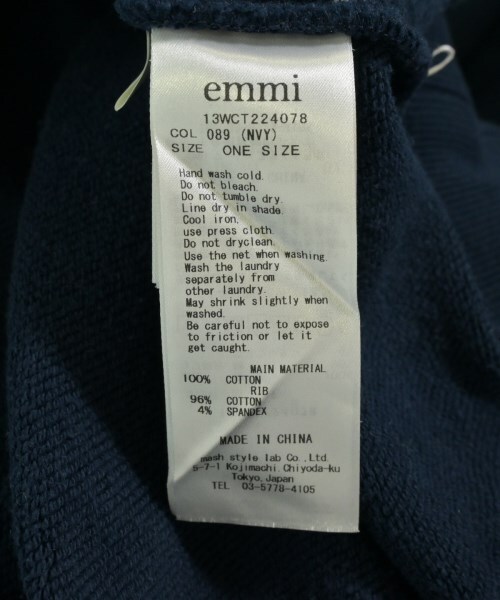 emmi
13WCT224078
COL 089 (NVY)
SIZE ONE SIZE
Hand wash cold.
Do not bleach.
Do not tumble dry.
Line dry in shade.
Cool iron,
use press cloth.
Do not dryclean.
Use the net when washing.
Wash the laundry
separately from
other laundry.
May shrink slightly when
washed.
Be careful not to expose
to friction or let it
get caught.
MAIN MATERIAL
100% COTTON
RIB
96% COTTON
4% SPANDEX
MADE IN CHINA
mash style lab Co.,Ltd.
5-7-1 Kojimachi Chiyoda-ku
Tokyo,Japan
TEL 03-5778-4105